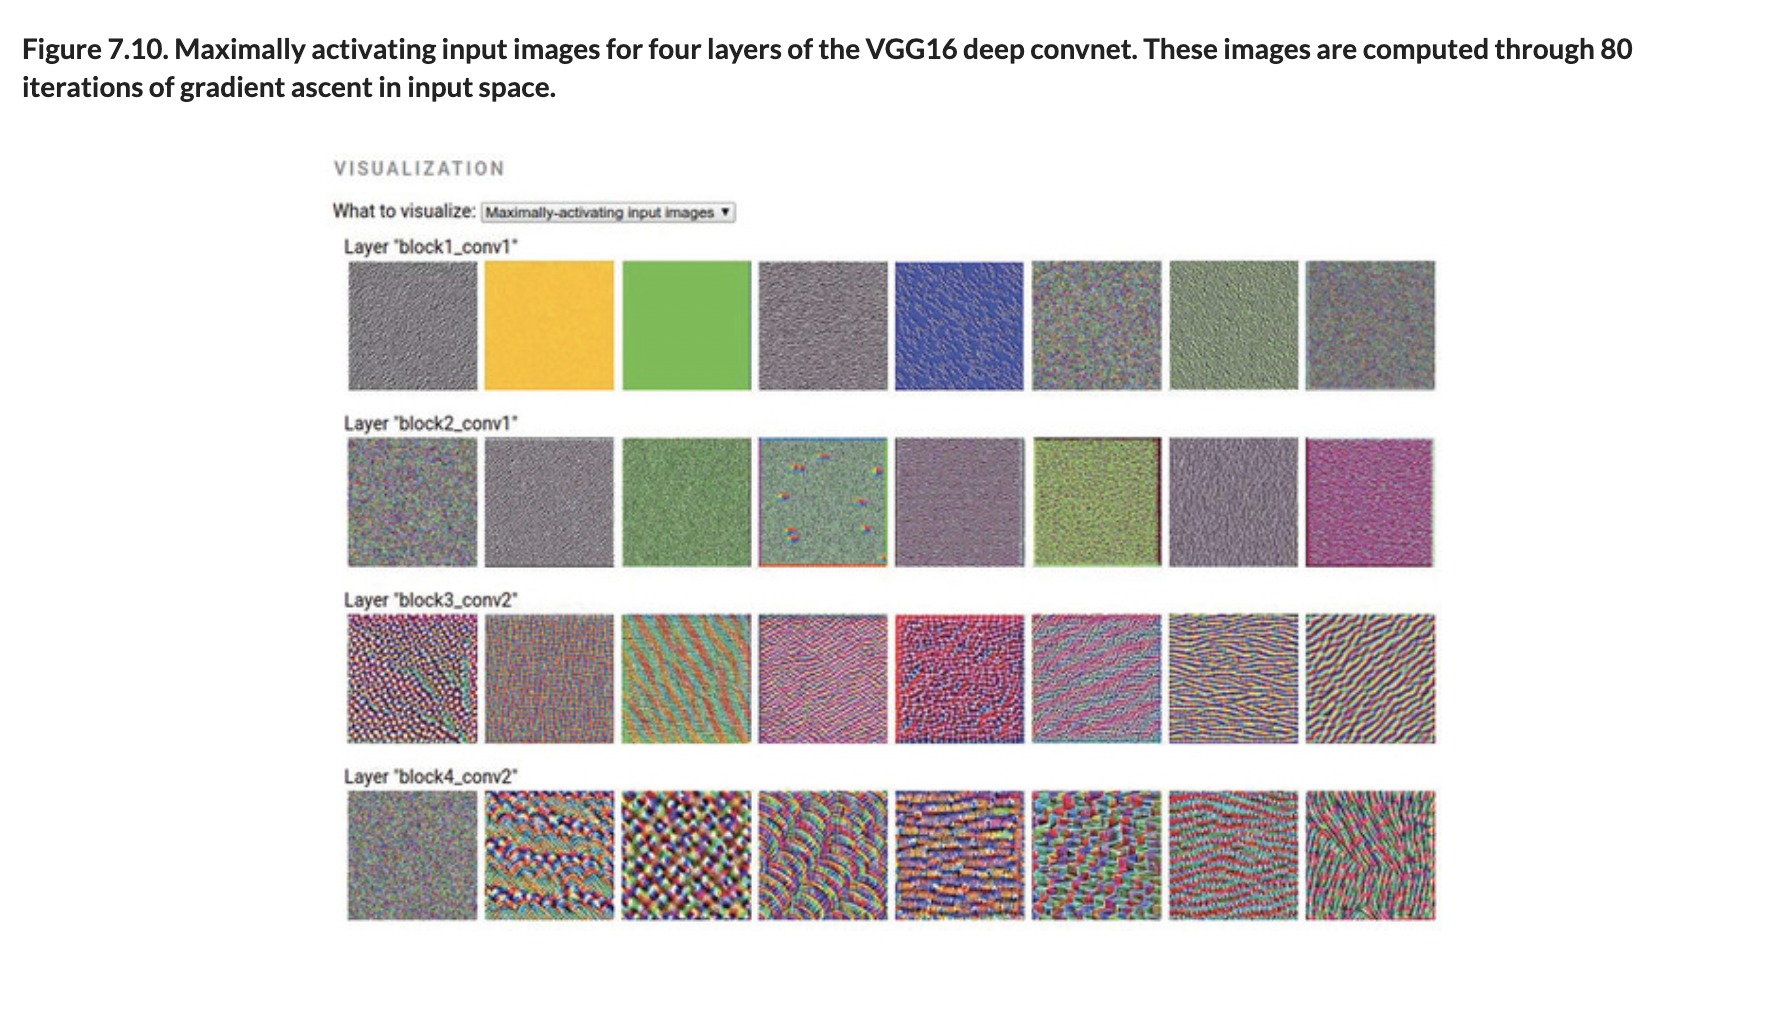 Figure 7.10. Maximally activating input images for four layers of the VGG16 deep convnet. These images are computed through 80
iterations of gradient ascent in input space.
VISUALIZATION
What to visualize: Maximally-activating input images ▼
Layer "block1_conv1"
Layer "block2_conv1"
Layer "block3_conv2"
Layer "block4_conv2"